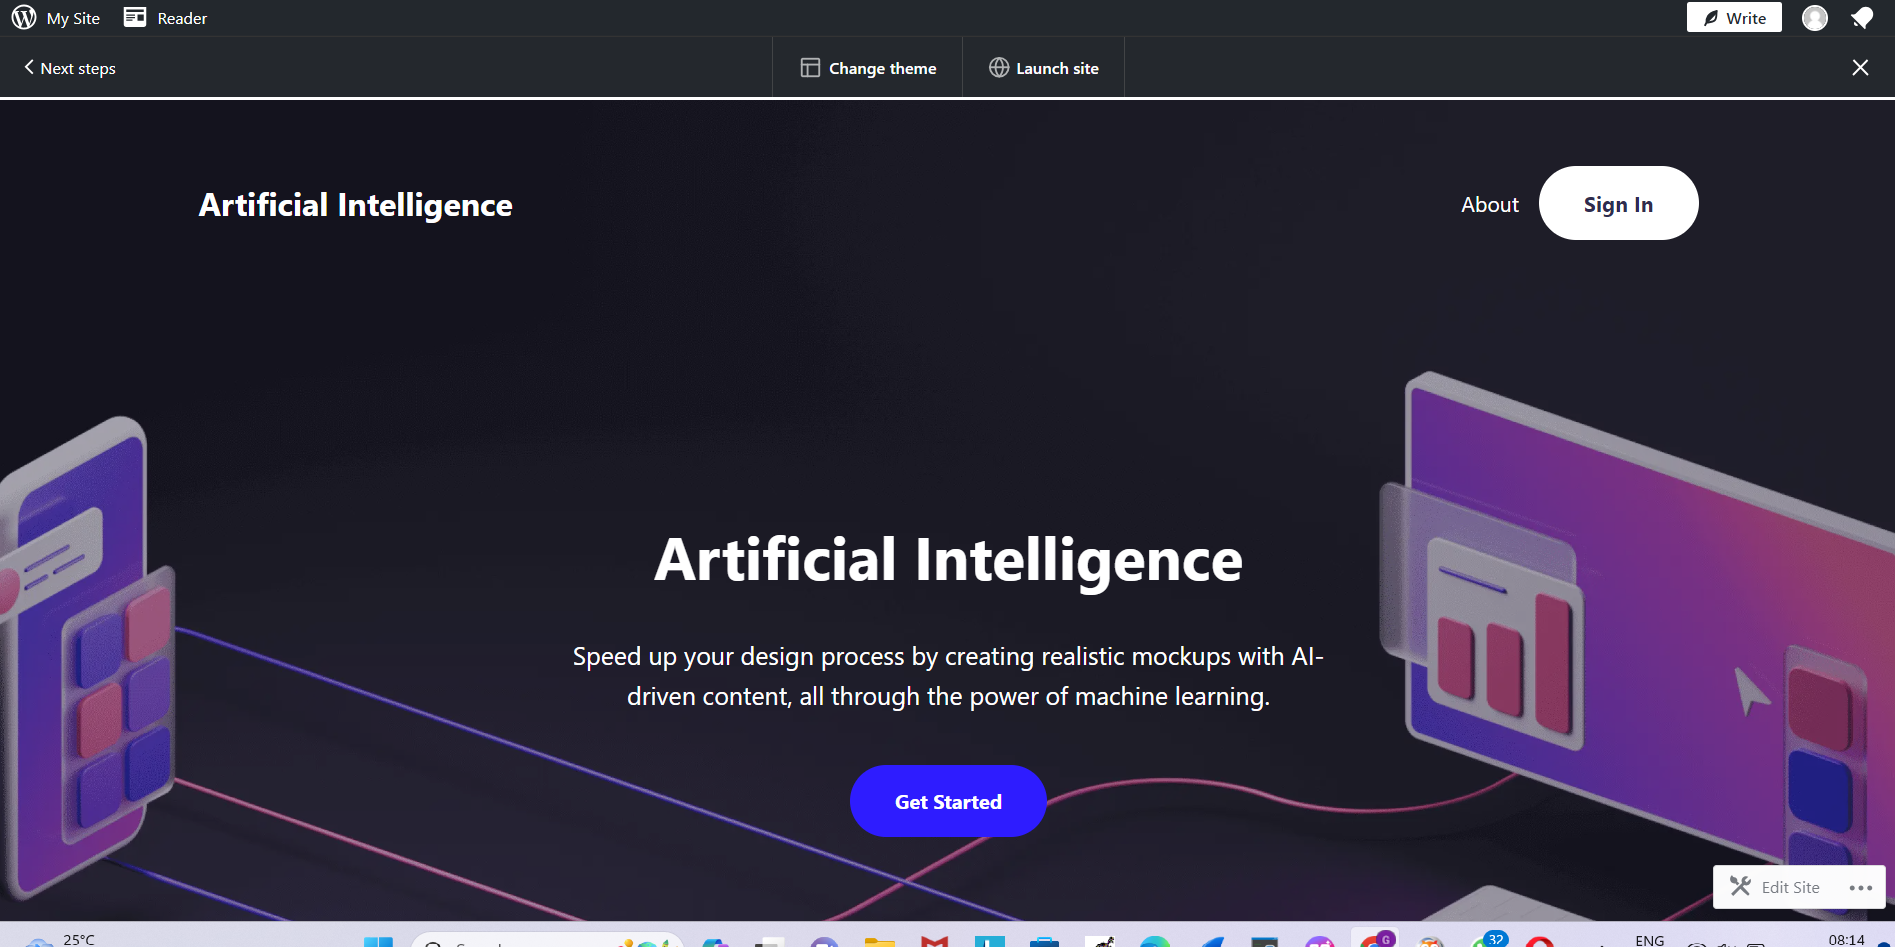 My Site Reader Write
Next steps Change theme Launch site
Artificial Intelligence About Sign In
Artificial Intelligence
Speed up your design process by creating realistic mockups with AI-
driven content, all through the power of machine learning.
Get Started
Edit Site
25°C
G
32
ENG
08:14